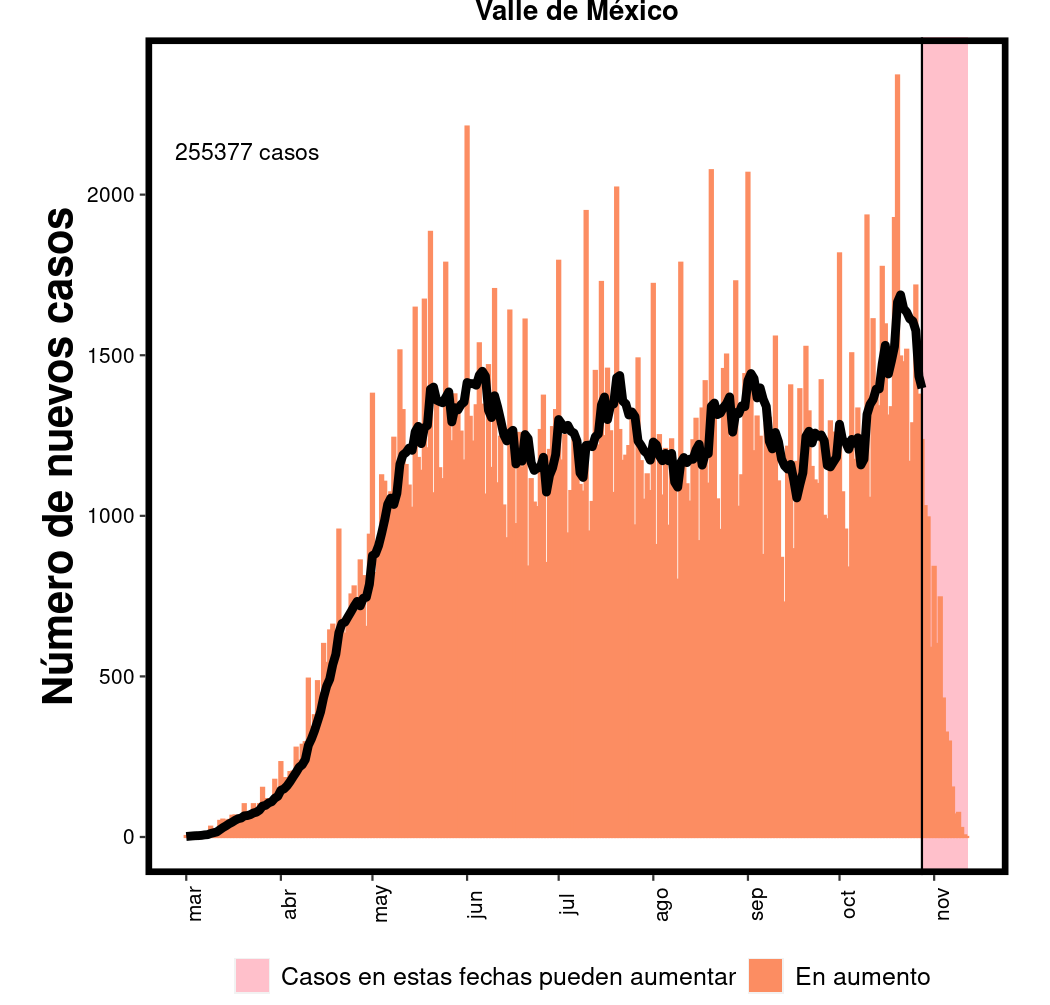 Valle de México
255377 casos
Número de nuevos casos
2000
1500
1000
500
0
mar
abr
may
jun
jul
ago
sep
oct
nov
Casos en estas fechas pueden aumentar
En aumento